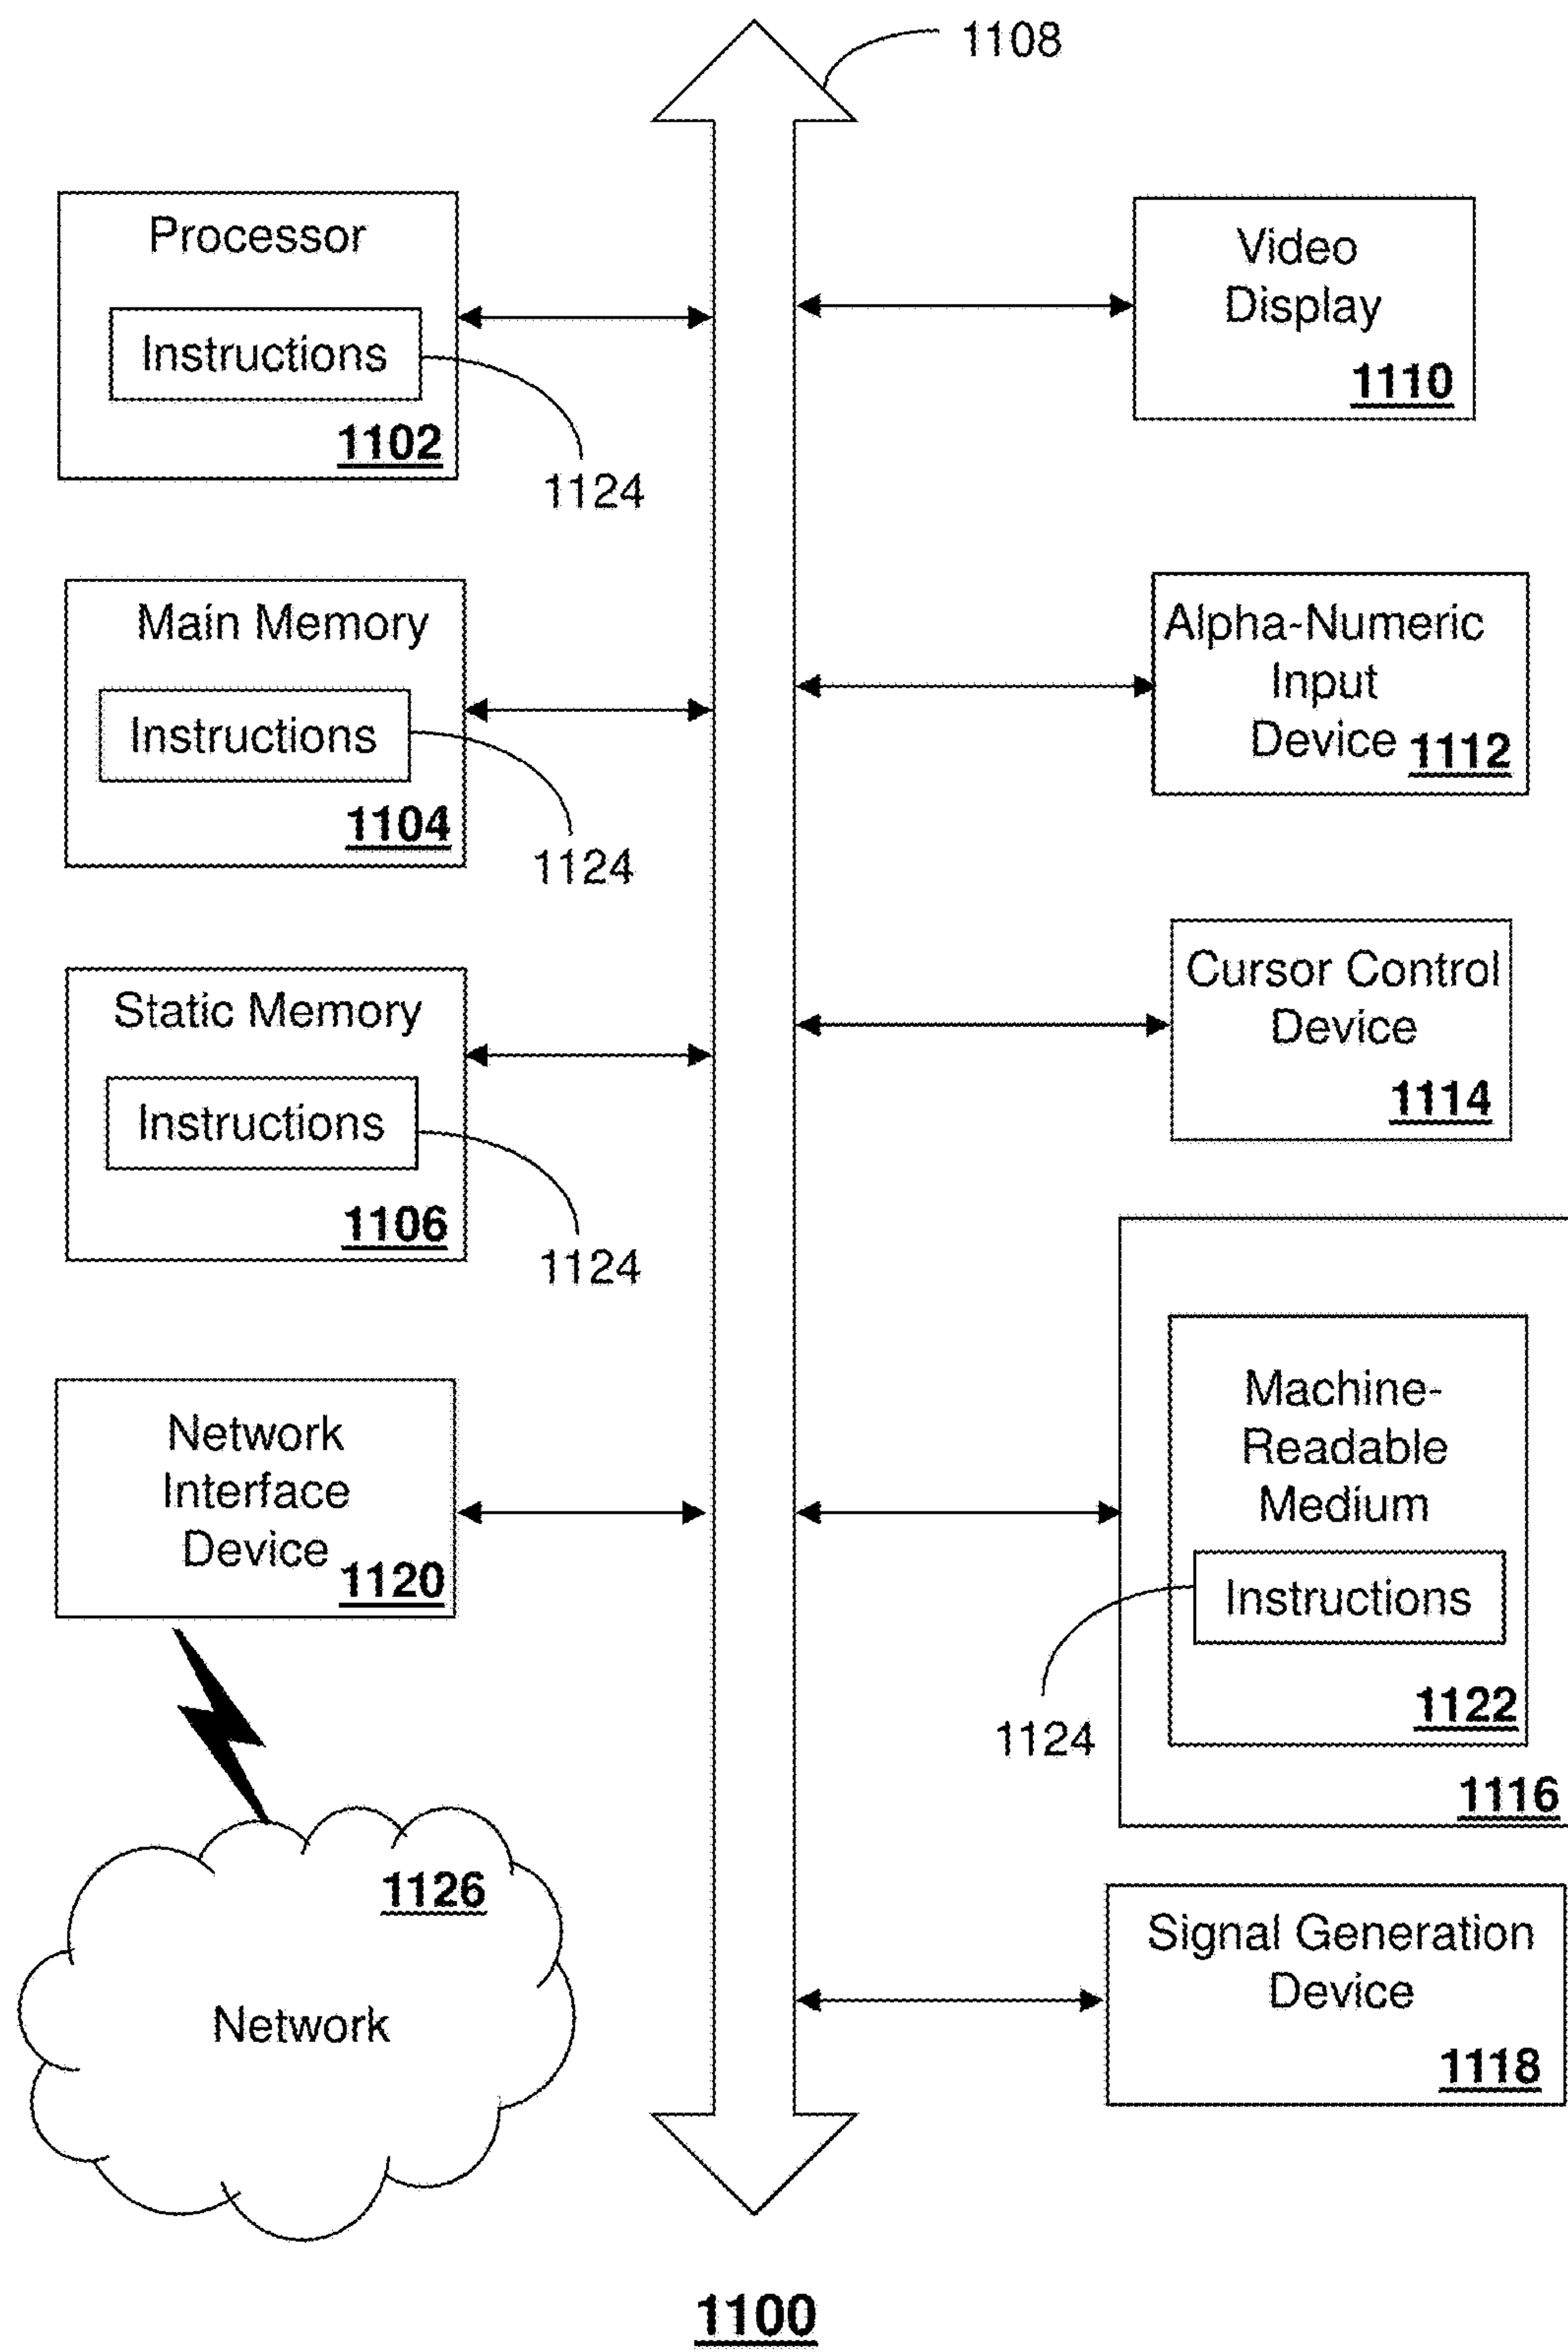 1108
Processor
Instructions
1102
1124
Main Memory
Instructions
1104
1124
Static Memory
Instructions
1106
1124
Network
Interface
Device
1120
1126
Network
Video
Display
1110
Alpha-Numeric
Input
Device 1112
Cursor Control
Device
1114
Machine-
Readable
Medium
Instructions
1122
1124
1116
Signal Generation
Device
1118
1100